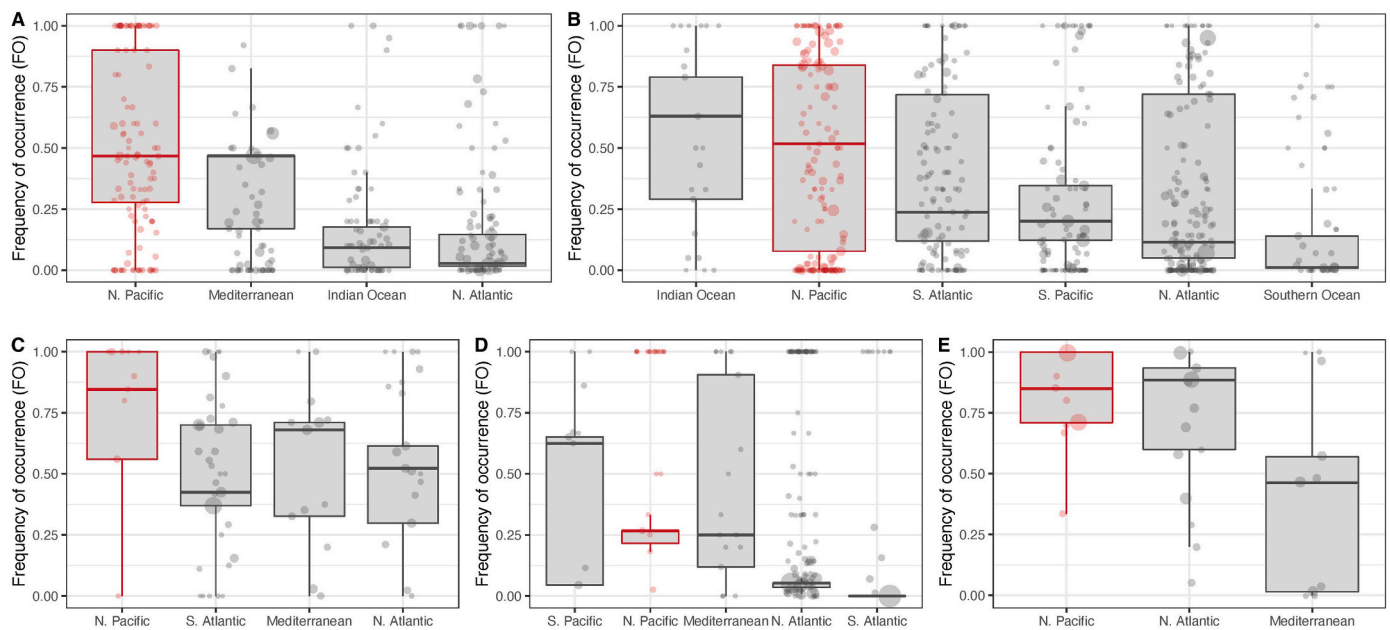 A
Frequency of occurrence (FO)
1.00
0.75
0.50
0.25
0.00
N. Pacific Mediterranean Indian Ocean N. Atlantic
B
Frequency of occurrence (FO)
1.00
0.75
0.50
0.25
0.00
Indian Ocean N. Pacific S. Atlantic S. Pacific N. Atlantic Southern Ocean
C
Frequency of occurrence (FO)
1.00
0.75
0.50
0.25
0.00
N. Pacific S. Atlantic Mediterranean N. Atlantic
D
Frequency of occurrence (FO)
1.00
0.75
0.50
0.25
0.00
S. Pacific N. Pacific Mediterranean N. Atlantic S. Atlantic
E
Frequency of occurrence (FO)
1.00
0.75
0.50
0.25
0.00
N. Pacific N. Atlantic Mediterranean